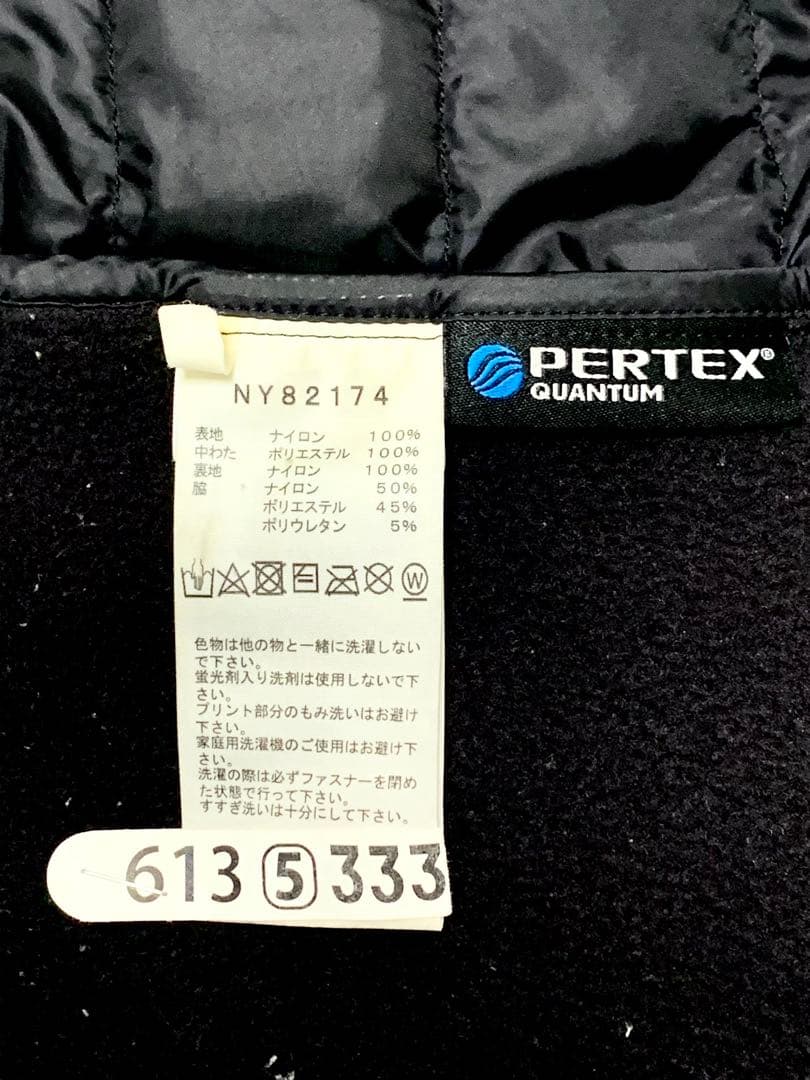 PERTEX®
QUANTUM
NY82174
表地 ナイロン 100%
中わた ポリエステル 100%
裏地 ナイロン 100%
脇 ナイロン 50%
ポリエステル 45%
ポリウレタン 5%
W
色物は他の物と一緒に洗濯しない
で下さい。
蛍光剤入り洗剤は使用しないで下
さい。
プリント部分のもみ洗いはお避け
下さい。
家庭用洗濯機のご使用はお避け下
さい。
洗濯の際は必ずファスナーを閉め
た状態で行って下さい。
すすぎ洗いは十分にして下さい。
613 5 333